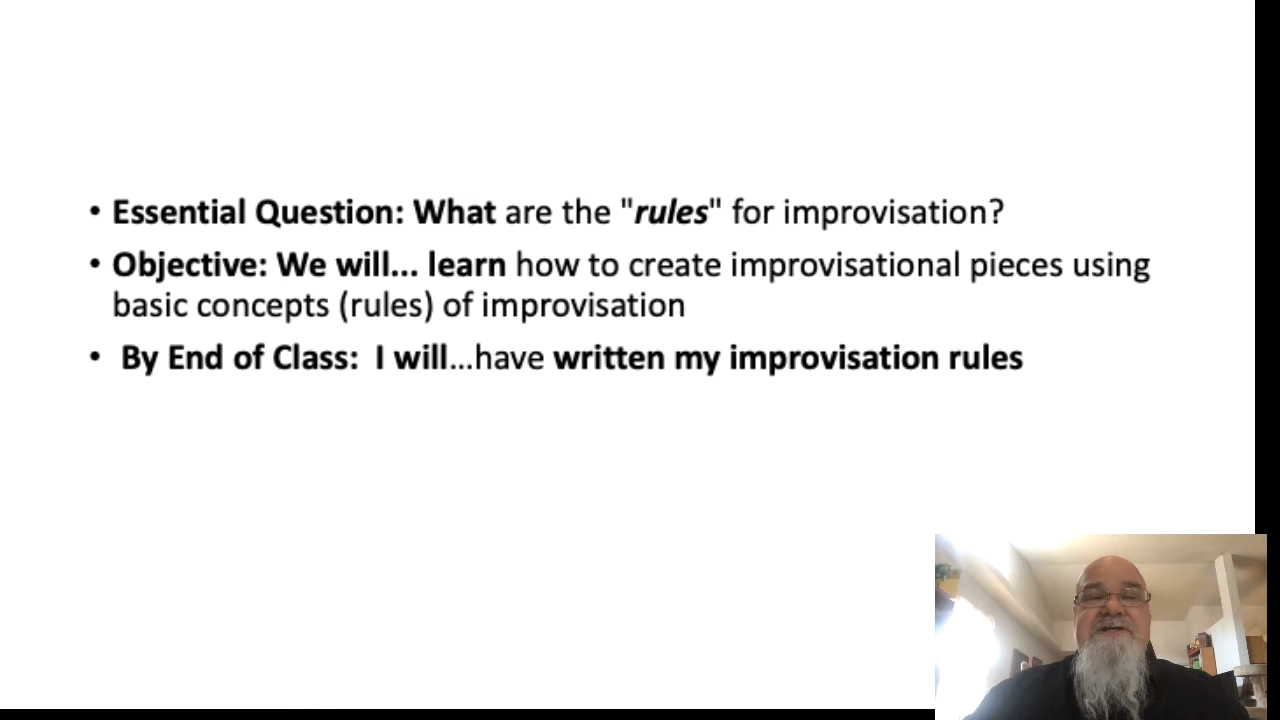 • Essential Question: What are the "rules" for improvisation?
• Objective: We will... learn how to create improvisational pieces using
basic concepts (rules) of improvisation
• By End of Class: I will...have written my improvisation rules